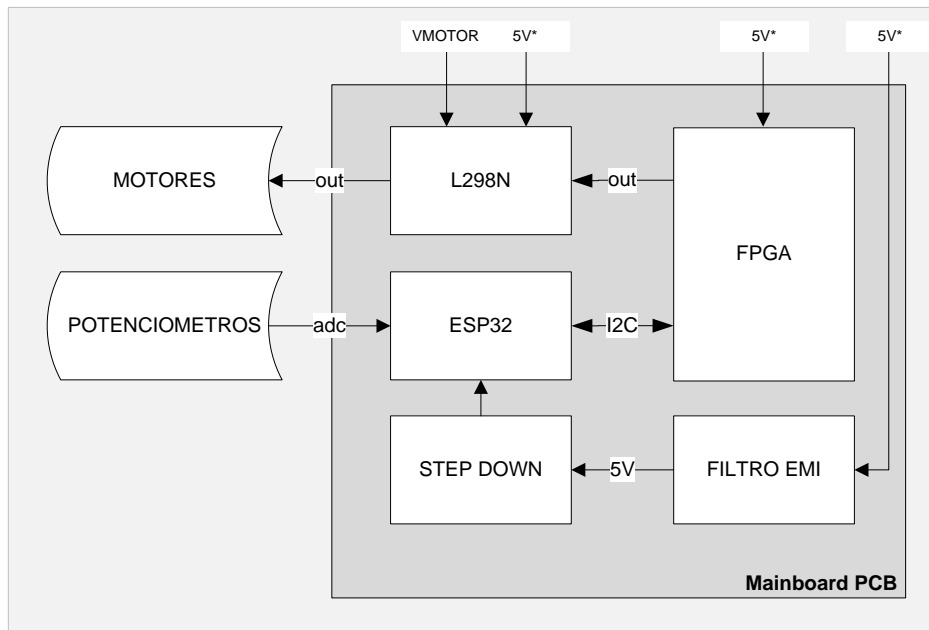 VMOTOR 5V* 5V* 5V*
MOTORES out L298N out FPGA
POTENCIOMETROS adc ESP32 I2C
STEP DOWN 5V FILTRO EMI
Mainboard PCB